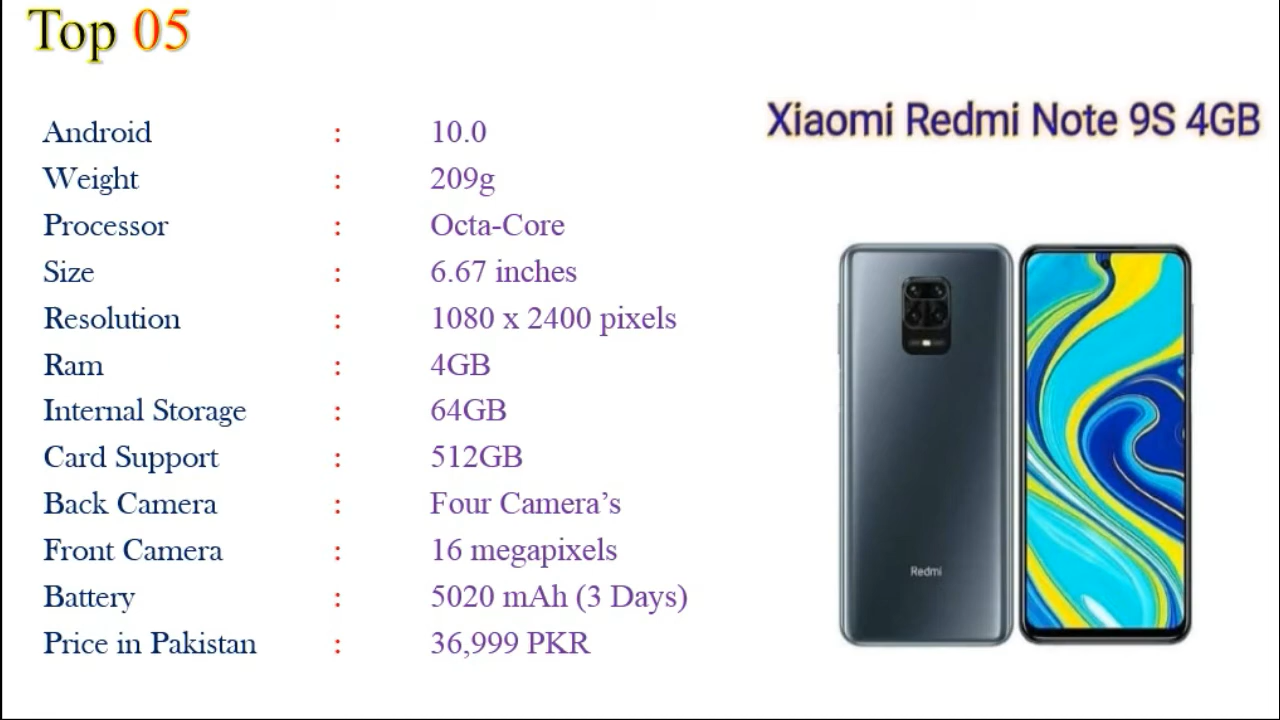 Top 05
Xiaomi Redmi Note 9S 4GB
Android : 10.0
Weight : 209g
Processor : Octa-Core
Size : 6.67 inches
Resolution : 1080 x 2400 pixels
Ram : 4GB
Internal Storage : 64GB
Card Support : 512GB
Back Camera : Four Camera’s
Front Camera : 16 megapixels
Battery : 5020 mAh (3 Days)
Price in Pakistan : 36,999 PKR
Redmi